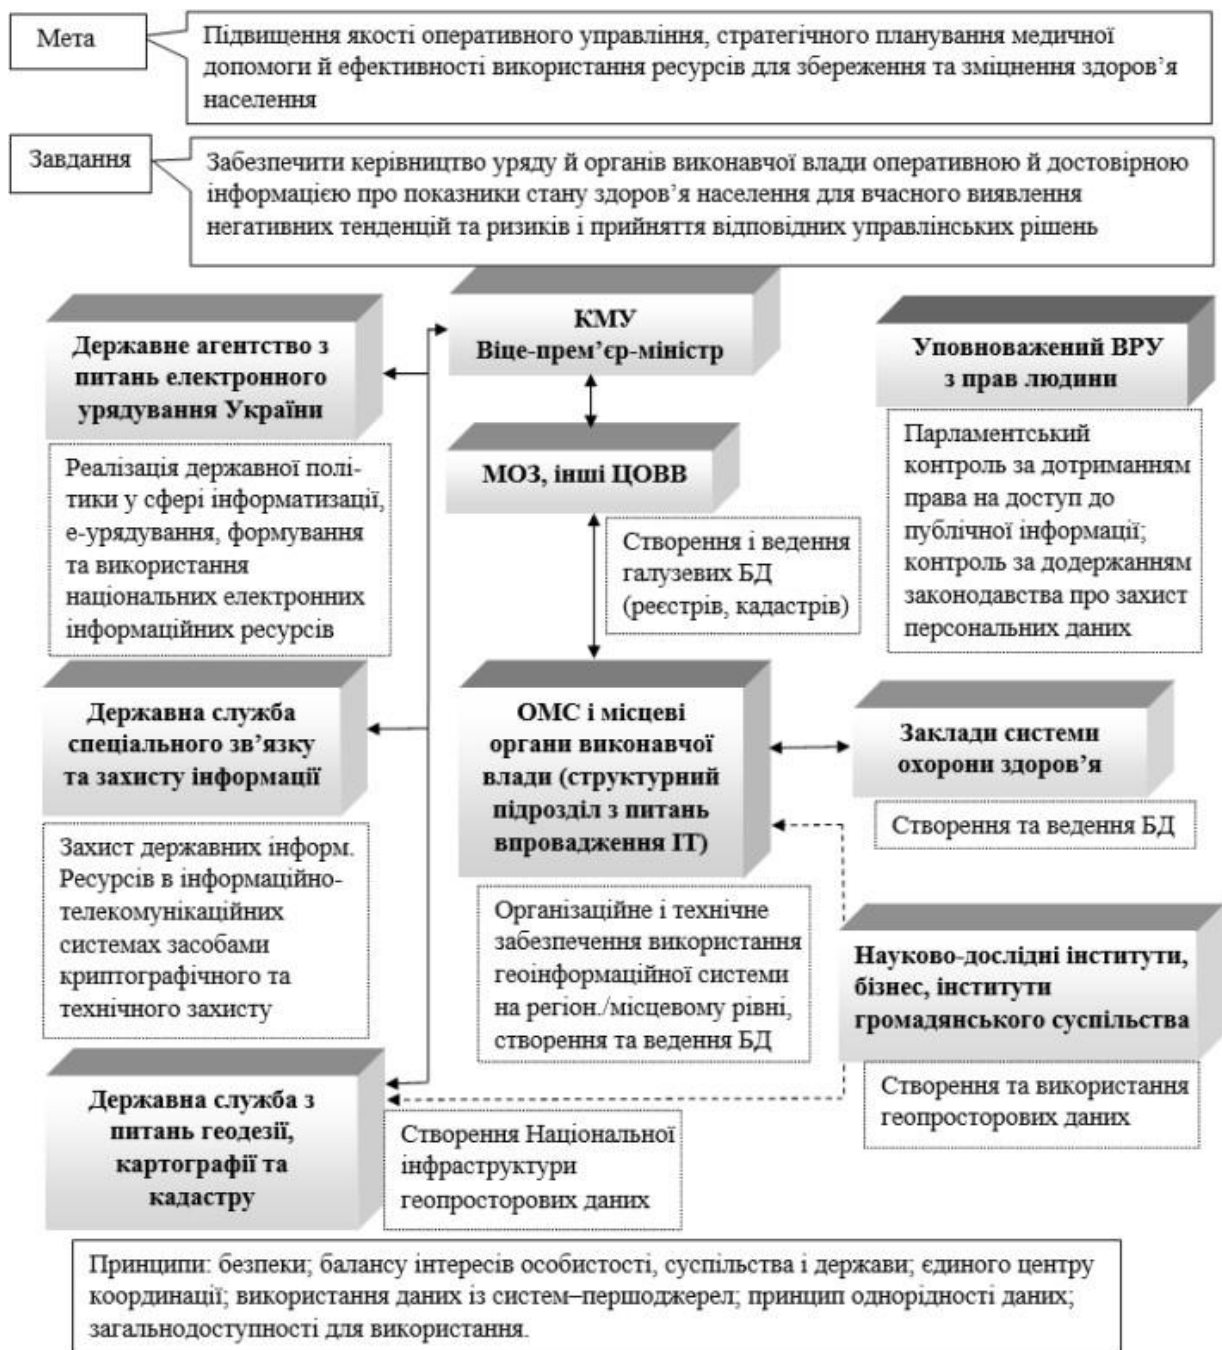 Мета
Підвищення якості оперативного управління, стратегічного планування медичної
допомоги й ефективності використання ресурсів для збереження та зміцнення здоров’я
населення
Завдання
Забезпечити керівництво уряду й органів виконавчої влади оперативною й достовірною
інформацією про показники стану здоров’я населення для вчасного виявлення
негативних тенденцій та ризиків і прийняття відповідних управлінських рішень
КМУ
Віце-прем’єр-міністр
Державне агентство з
питань електронного
урядування України
Реалізація державної полі-
тики у сфері інформатизації,
е-урядування, формування
та використання
національних електронних
інформаційних ресурсів
Уповноважений ВРУ
з прав людини
Парламентський
контроль за дотриманням
права на доступ до
публічної інформації;
контроль за додержанням
законодавства про захист
персональних даних
МОЗ, інші ЦОВВ
Створення і ведення
галузевих БД
(реєстрів, кадастрів)
Державна служба
спеціального зв’язку
та захисту інформації
Захист державних інформ.
Ресурсів в інформаційно-
телекомунікаційних
системах засобами
криптографічного та
технічного захисту
ОМС і місцеві
органи виконавчої
влади (структурний
підрозділ з питань
впровадження ІТ)
Організаційне і технічне
забезпечення використання
геоінформаційної системи
на регіон./місцевому рівні,
створення та ведення БД
Заклади системи
охорони здоров’я
Створення та ведення БД
Науково-дослідні інститути,
бізнес, інститути
громадянського суспільства
Створення та використання
геопросторових даних
Державна служба з
питань геодезії,
картографії та
кадастру
Створення Національної
інфраструктури
геопросторових даних
Принципи: безпеки; балансу інтересів особистості, суспільства і держави; єдиного центру
координації; використання даних із систем–першоджерел; принцип однорідності даних;
загальнодоступності для використання.